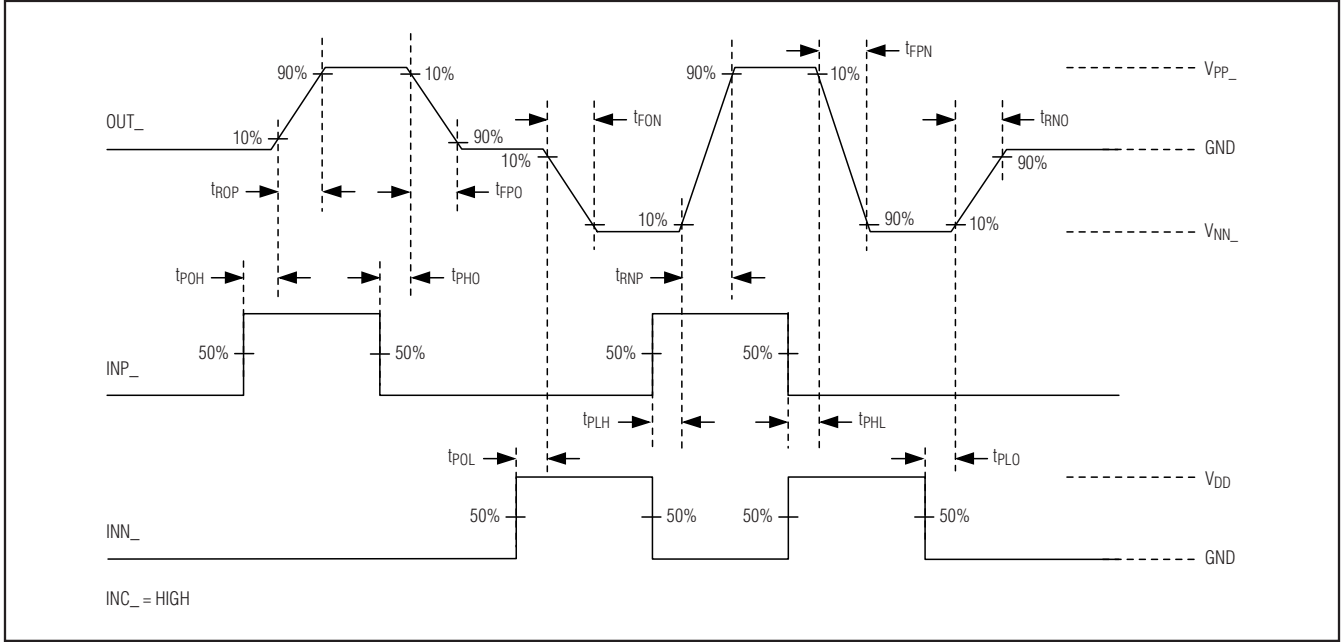 tFPN
90%
10%
90%
10%
VPP_
OUT_
tFON
tRNO
10%
90%
10%
GND
90%
tROP
tFPO
10%
90%
10%
VNN_
tPOH
tPHO
tRNP
50%
50%
50%
50%
INP_
tPLH
tPHL
tPOL
tPLO
VDD
50%
50%
50%
50%
INN_
GND
INC_ = HIGH